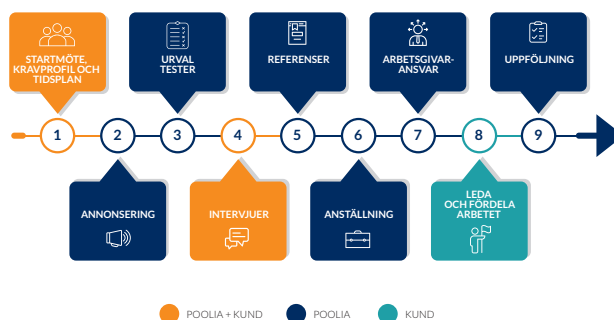 STARTMÖTE,
KRAVPROFIL OCH
TIDSPLAN
URVAL
TESTER
REFERENSER
ARBETSGIVAR-
ANSVAR
UPPFÖLJNING
1
2
3
4
5
6
7
8
9
ANNONSERING
INTERVJUER
ANSTÄLLNING
LEDA
OCH FÖRDELA
ARBETET
POOLIA + KUND
POOLIA
KUND